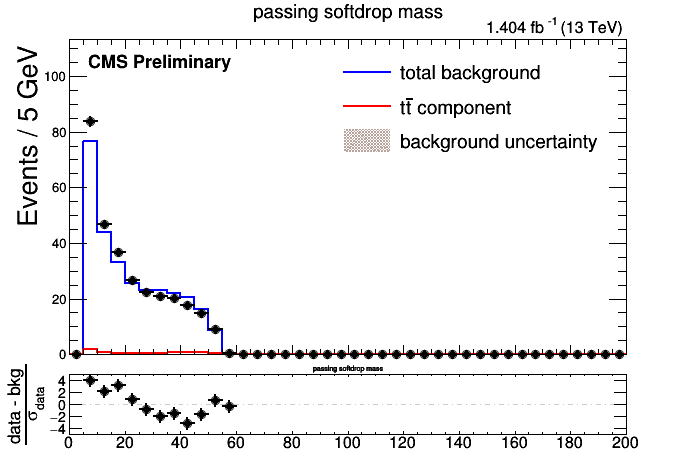 passing softdrop mass
1.404 fb⁻¹ (13 TeV)
CMS Preliminary
Events / 5 GeV
100
80
60
40
20
0
total background
tt̄ component
background uncertainty
passing softdrop mass
data - bkg
σdata
4
2
0
−2
−4
0 20 40 60 80 100 120 140 160 180 200